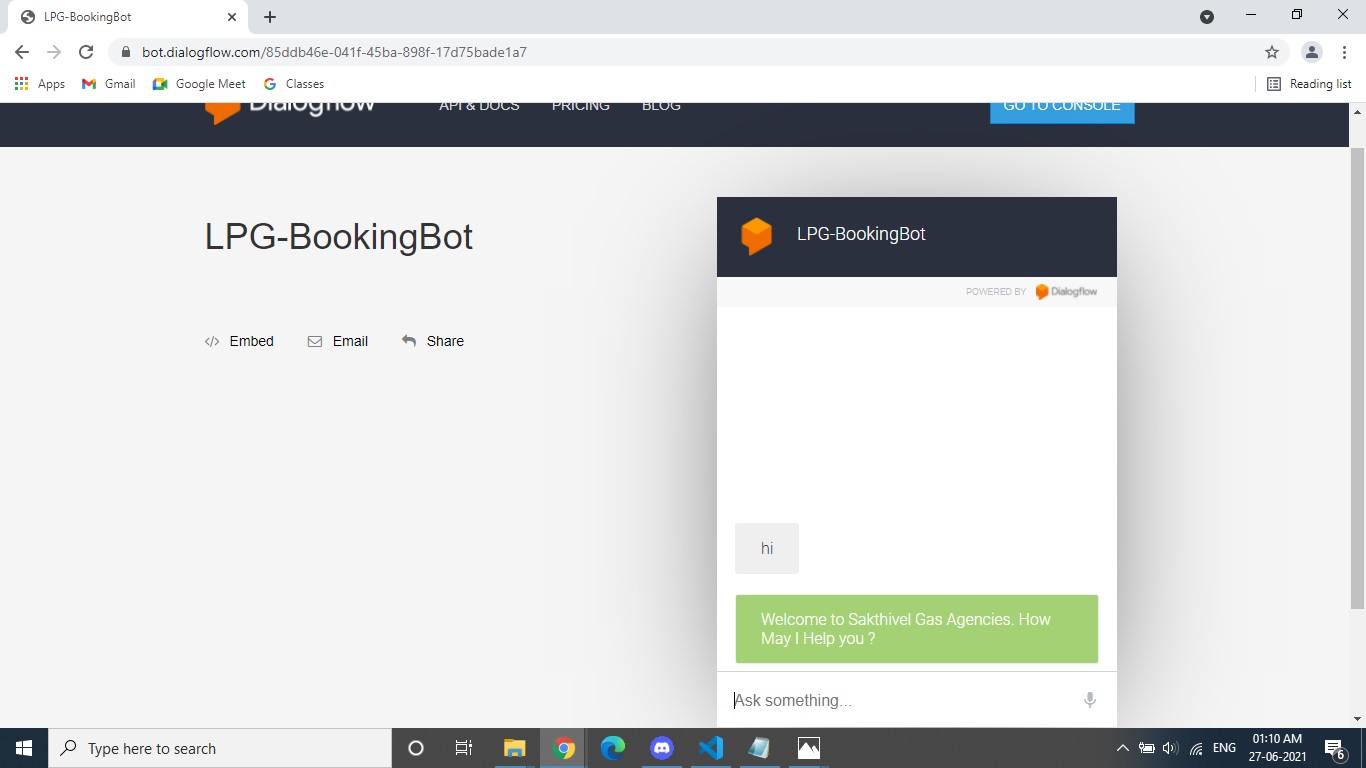 LPG-BookingBot
bot.dialogflow.com/85ddb46e-041f-45ba-898f-17d75bade1a7
Apps
Gmail
Google Meet
Classes
Reading list
Dialogflow
API & DOCS
PRICING
BLOG
GO TO CONSOLE
LPG-BookingBot
Embed
Email
Share
LPG-BookingBot
POWERED BY Dialogflow
hi
Welcome to Sakthivel Gas Agencies. How
May I Help you ?
Ask something...
Type here to search
ENG
01:10 AM
27-06-2021
6